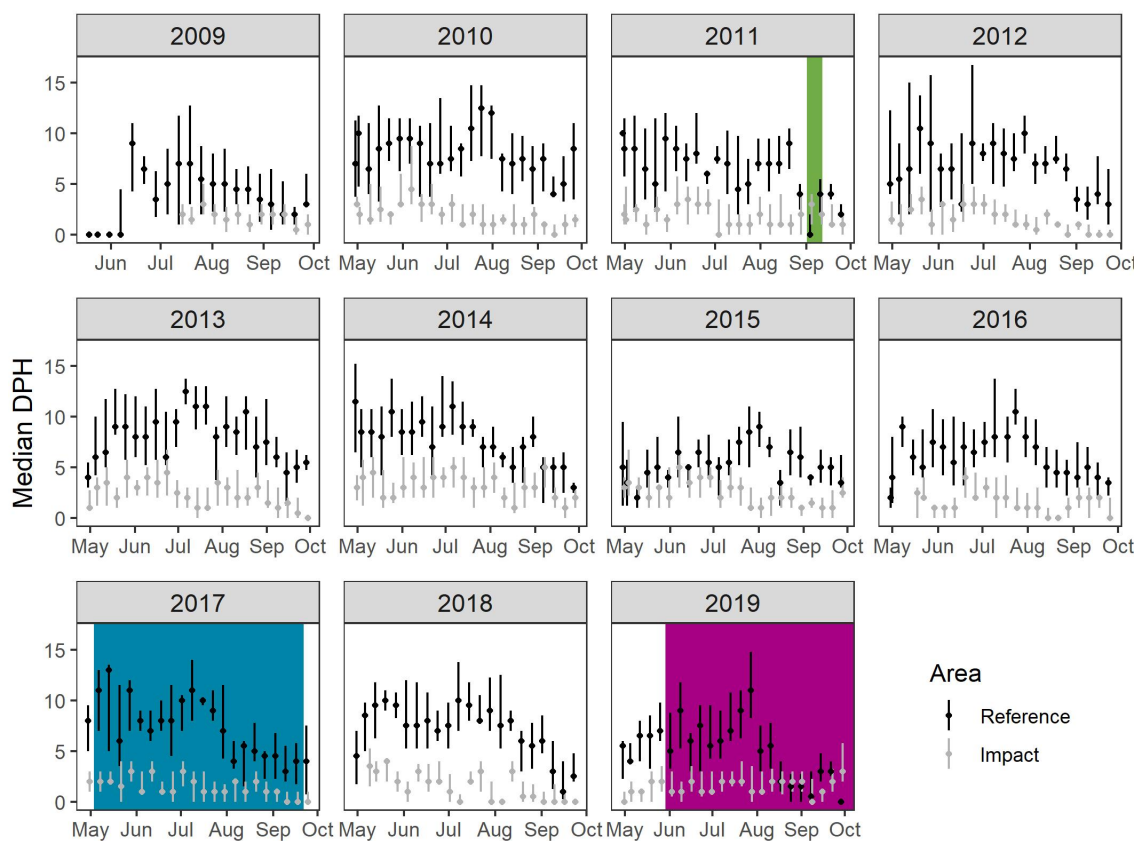 2009 2010 2011 2012
15
10
5
0
Jun Jul Aug Sep Oct May Jun Jul Aug Sep Oct May Jun Jul Aug Sep Oct May Jun Jul Aug Sep Oct
2013 2014 2015 2016
15
10
5
0
May Jun Jul Aug Sep Oct May Jun Jul Aug Sep Oct May Jun Jul Aug Sep Oct May Jun Jul Aug Sep Oct
Median DPH
2017 2018 2019
15
10
5
0
May Jun Jul Aug Sep Oct May Jun Jul Aug Sep Oct May Jun Jul Aug Sep Oct
Area
Reference
Impact